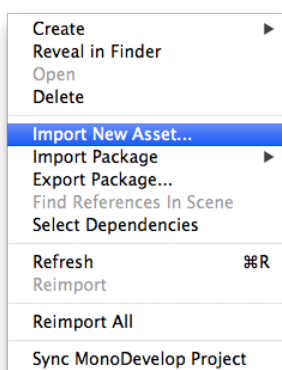 Create ▶
Reveal in Finder
Open
Delete
Import New Asset...
Import Package ▶
Export Package...
Find References In Scene
Select Dependencies
Refresh ⌘R
Reimport
Reimport All
Sync MonoDevelop Project